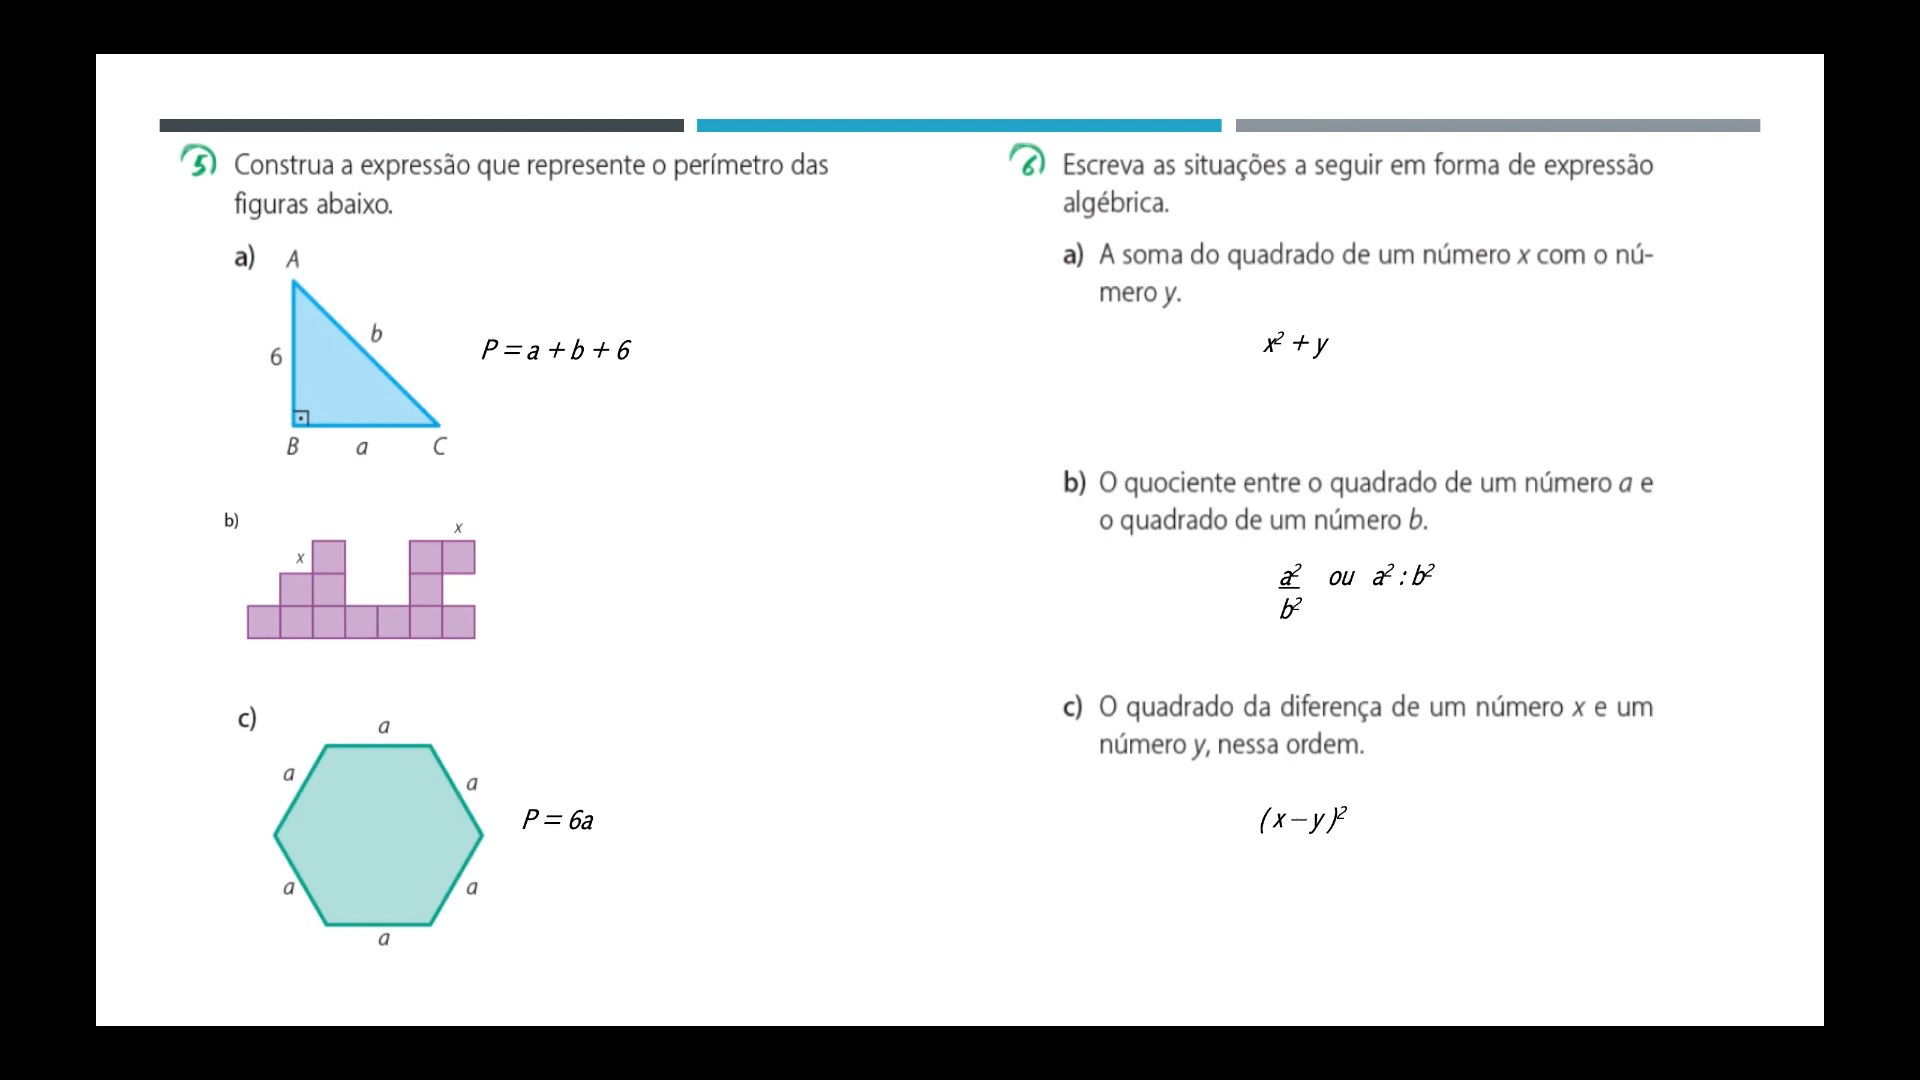 5 Construa a expressão que represente o perímetro das
figuras abaixo.
a) A
b
6
P = a + b + 6
B a C
b)
x
x
c)
a
a
a
P = 6a
a
a
a
6 Escreva as situações a seguir em forma de expressão
algébrica.
a) A soma do quadrado de um número x com o nú-
mero y.
x² + y
b) O quociente entre o quadrado de um número a e
o quadrado de um número b.
a² ou a² : b²
b²
c) O quadrado da diferença de um número x e um
número y, nessa ordem.
( x – y )²